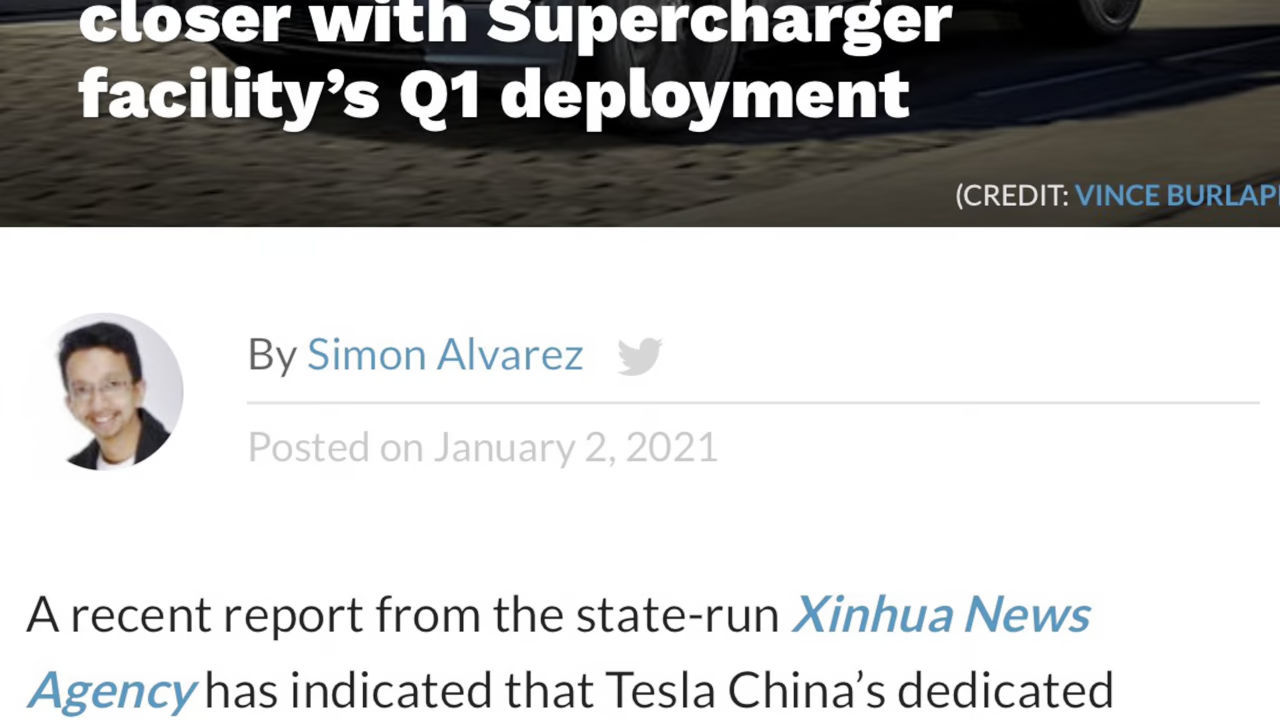 closer with Supercharger
facility’s Q1 deployment
(CREDIT: VINCE
By Simon Alvarez
Posted on January 2, 2021
A recent report from the state-run Xinhua News
Agency has indicated that Tesla China’s dedicated